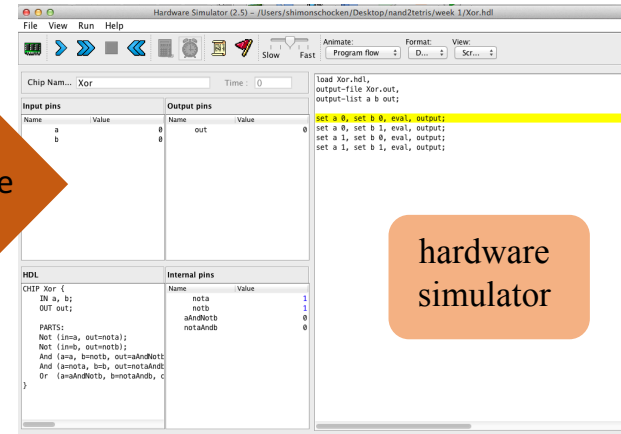 Hardware Simulator (2.5) – /Users/shimonschocken/Desktop/nand2tetris/week 1/Xor.hdl
File View Run Help
Slow Fast
Animate: Format: View:
Program flow D... Scr...
Chip Nam... Xor Time : 0
Input pins
Name Value
a 0
b 0
Output pins
Name Value
out 0
HDL
CHIP Xor {
IN a, b;
OUT out;
PARTS:
Not (in=a, out=nota);
Not (in=b, out=notb);
And (a=a, b=notb, out=aAndNotb
And (a=nota, b=b, out=notaAndb
Or (a=aAndNotb, b=notaAndb, o
}
Internal pins
Name Value
nota 1
notb 1
aAndNotb 0
notaAndb 0
load Xor.hdl,
output-file Xor.out,
output-list a b out;
set a 0, set b 0, eval, output;
set a 0, set b 1, eval, output;
set a 1, set b 0, eval, output;
set a 1, set b 1, eval, output;
hardware
simulator